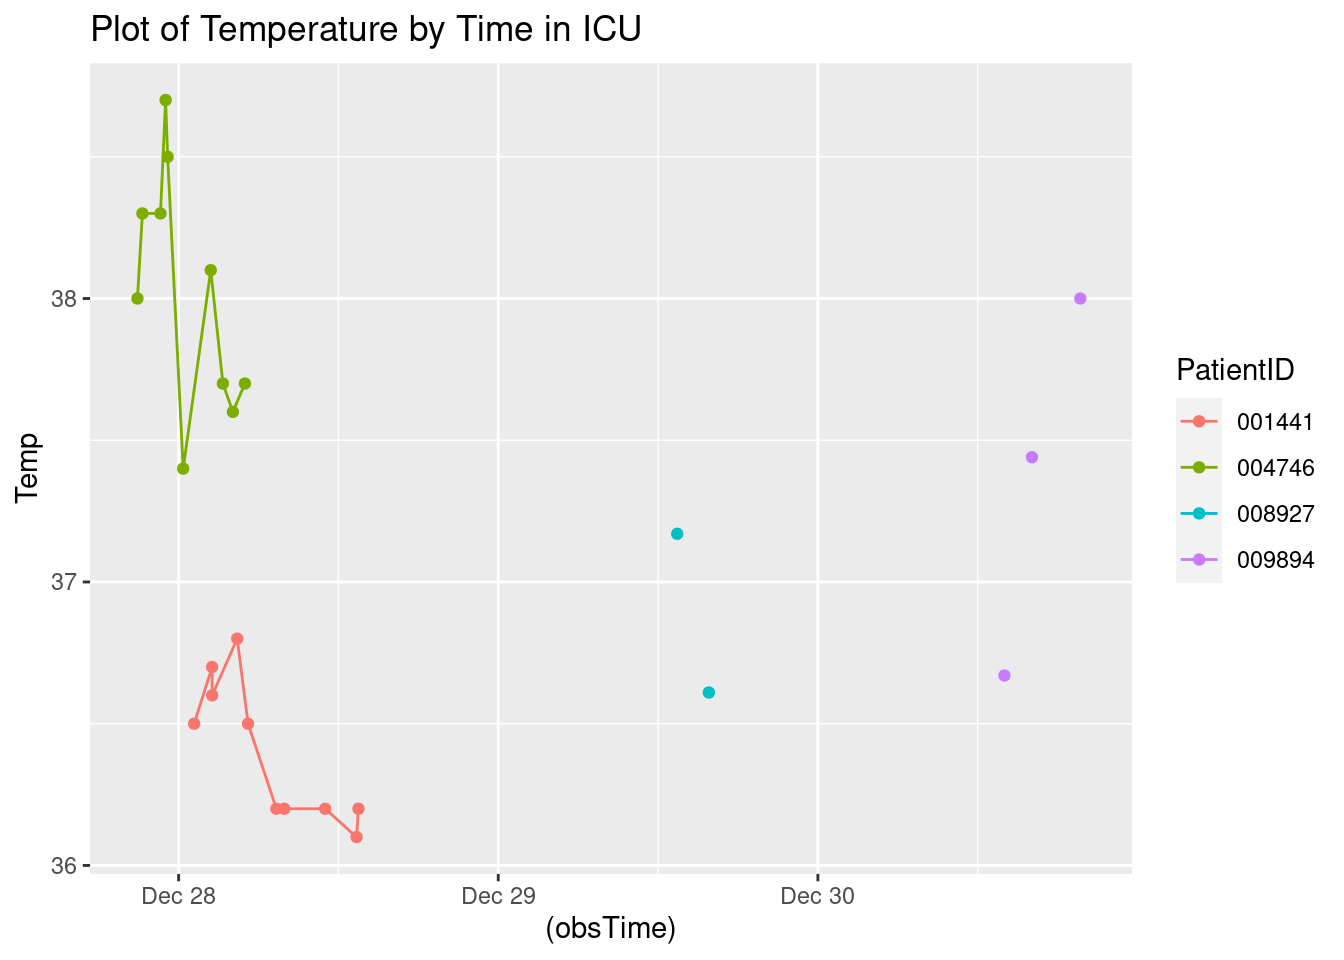 Plot of Temperature by Time in ICU
Temp
38
37
36
Dec 28
Dec 29
Dec 30
(obsTime)
PatientID
001441
004746
008927
009894